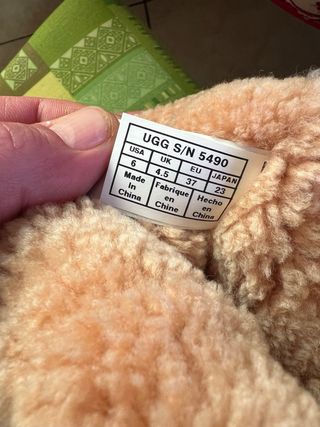 UGG S/N 5490
USA UK EU JAPAN
6 4.5 37 23
Made in China Fabrique en Chine Hecho en China